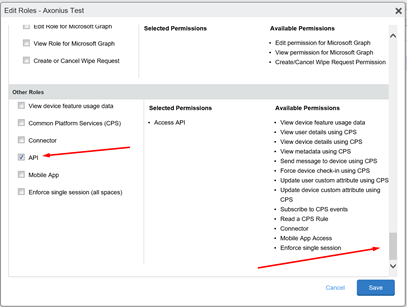 Edit Roles - Axonius Test
Edit Role for Microsoft Graph
View Role for Microsoft Graph
Create or Cancel Wipe Request
Selected Permissions
Available Permissions
Edit permission for Microsoft Graph
View permission for Microsoft Graph
Create/Cancel Wipe Request Permission
Other Roles
View device feature usage data
Common Platform Services (CPS)
Connector
API
Mobile App
Enforce single session (all spaces)
Selected Permissions
Access API
Available Permissions
View device feature usage data
View user details using CPS
View device details using CPS
View metadata using CPS
Send message to device using CPS
Force device check-in using CPS
Update user custom attribute using CPS
Update device custom attribute using
CPS
Subscribe to CPS events
Read a CPS Rule
Connector
Mobile App Access
Enforce single session
Cancel
Save